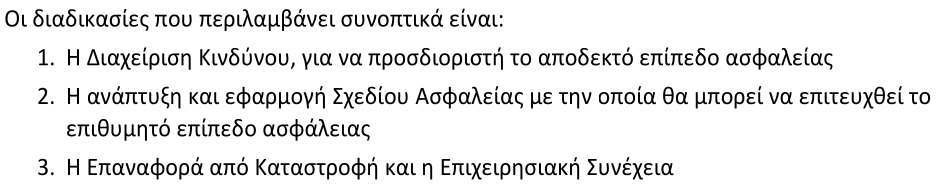 Οι διαδικασίες που περιλαμβάνει συνοπτικά είναι:
1. Η Διαχείριση Κινδύνου, για να προσδιοριστή το αποδεκτό επίπεδο ασφαλείας
2. Η ανάπτυξη και εφαρμογή Σχεδίου Ασφαλείας με την οποία θα μπορεί να επιτευχθεί το
επιθυμητό επίπεδο ασφάλειας
3. Η Επαναφορά από Καταστροφή και η Επιχειρησιακή Συνέχεια